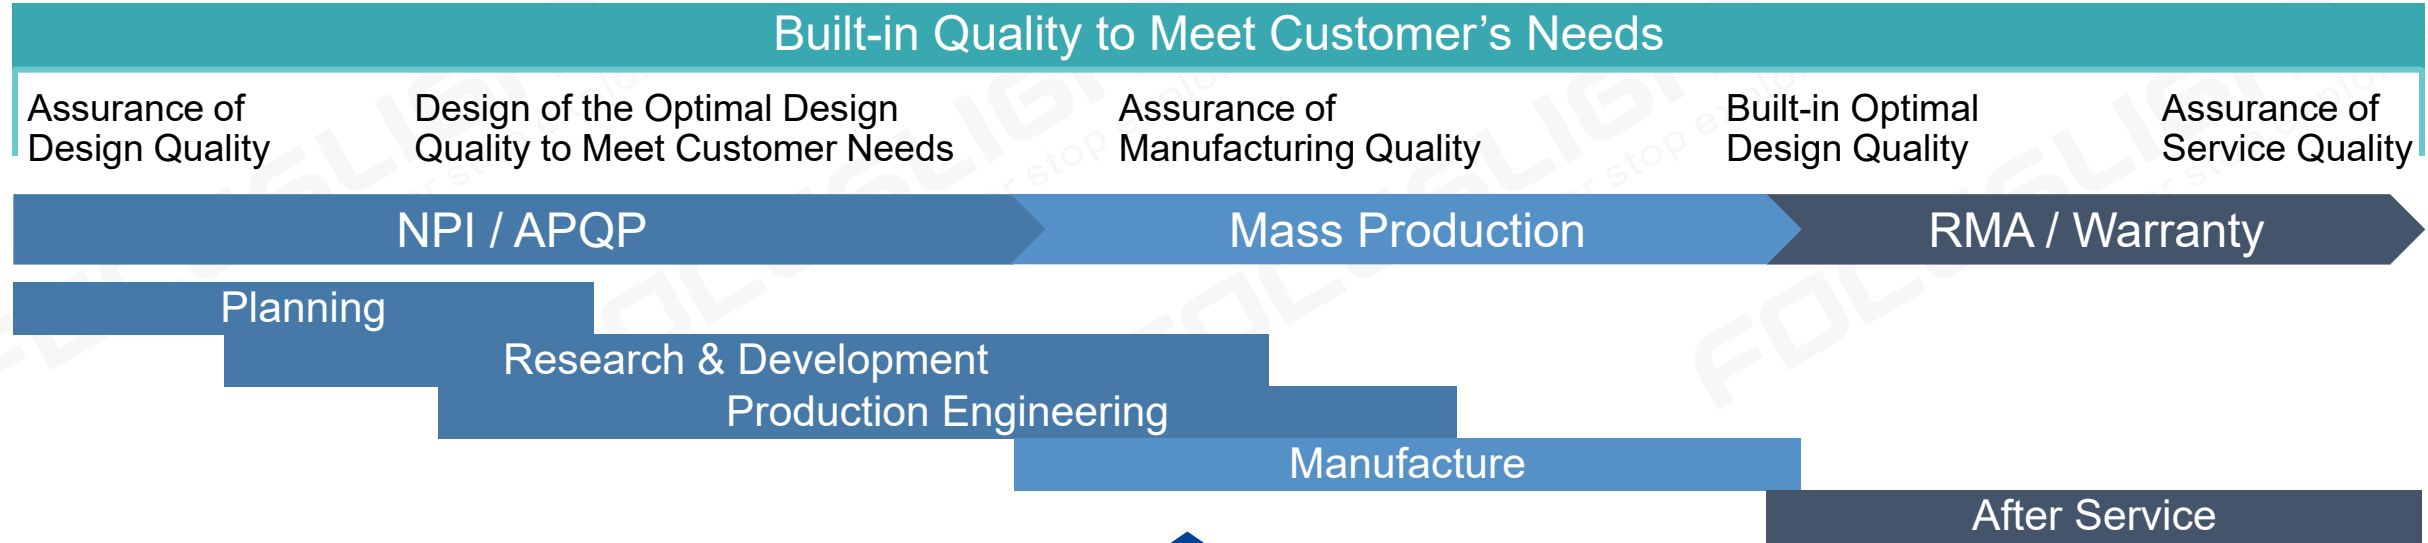 Built-in Quality to Meet Customer’s Needs
Assurance of
Design Quality
Design of the Optimal Design
Quality to Meet Customer Needs
Assurance of
Manufacturing Quality
Built-in Optimal
Design Quality
Assurance of
Service Quality
NPI / APQP
Mass Production
RMA / Warranty
Planning
Research & Development
Production Engineering
Manufacture
After Service